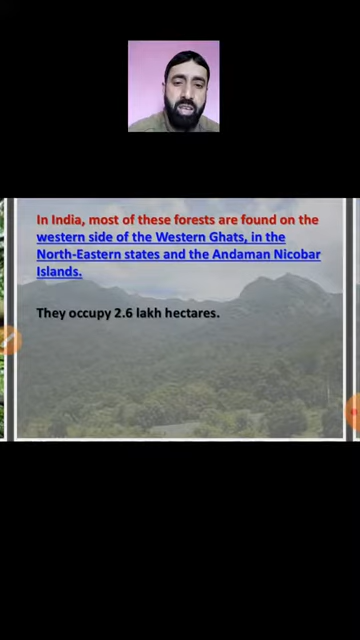 In India, most of these forests are found on the
western side of the Western Ghats, in the
North-Eastern states and the Andaman Nicobar
Islands.
They occupy 2.6 lakh hectares.